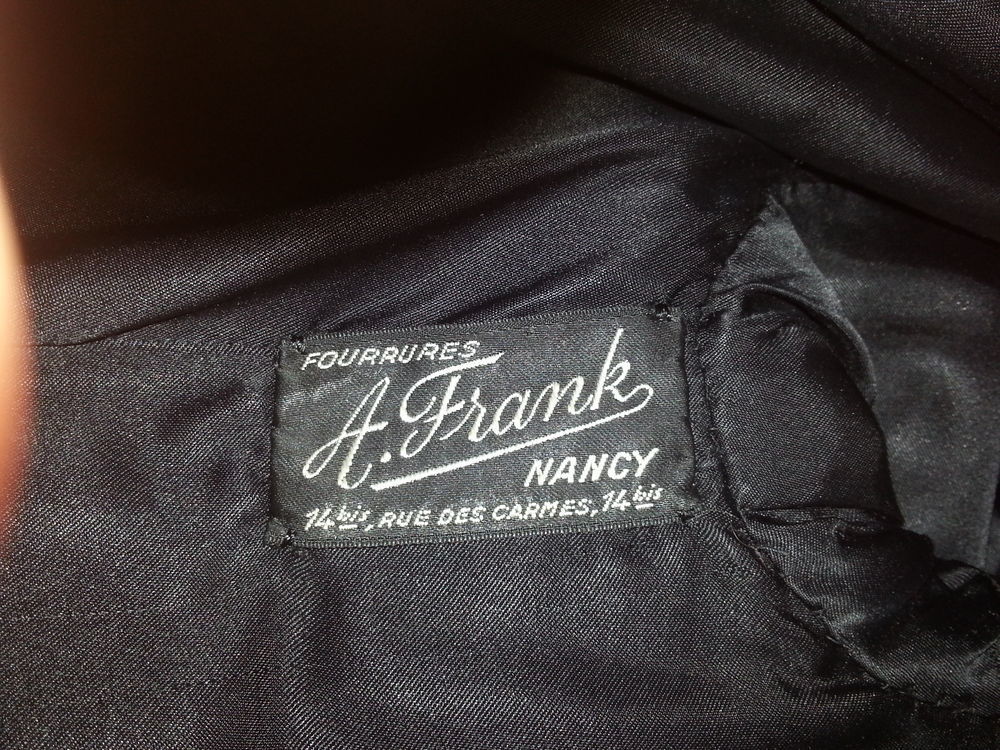 FOURRURES
A. Frank
NANCY
14 bis, RUE DES CARMES, 14 bis